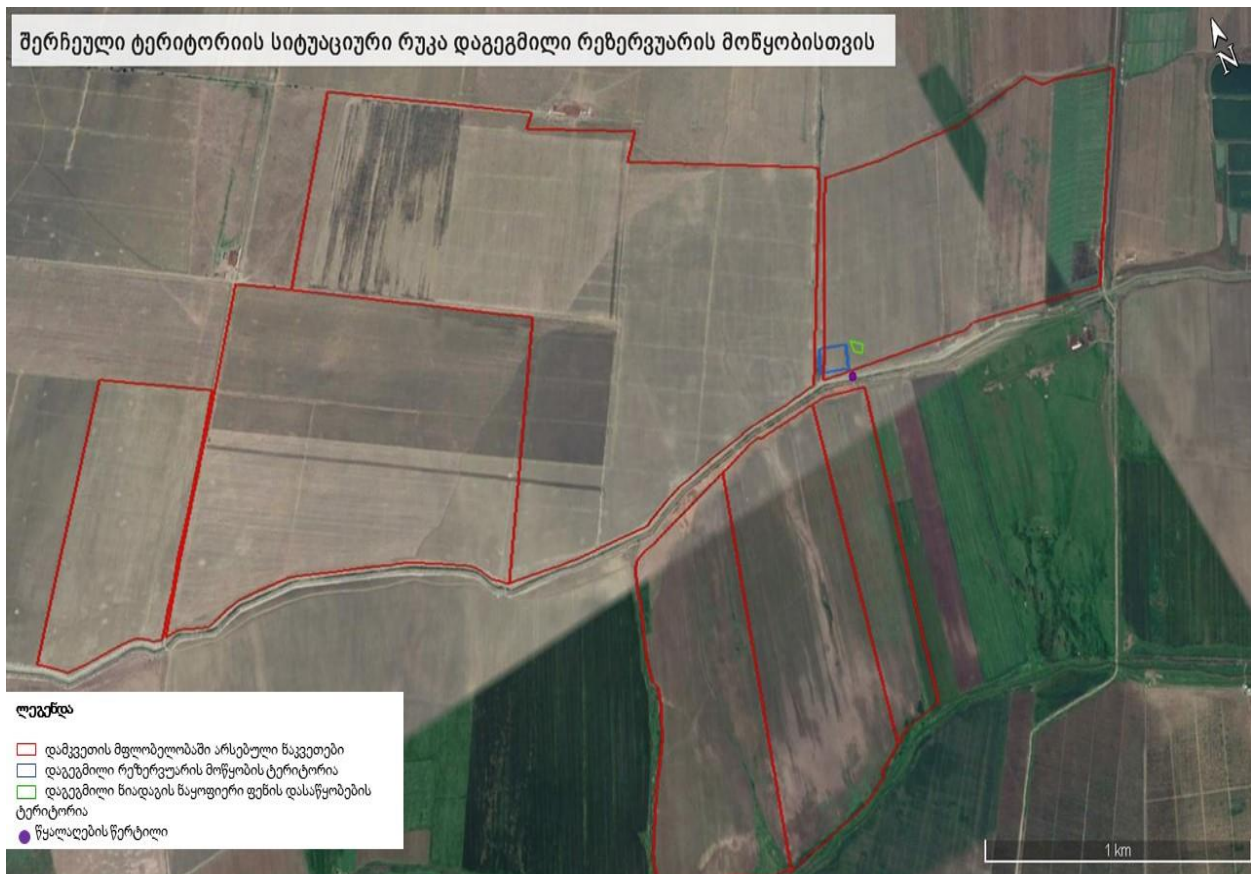 შერჩეული ტერიტორიის სიტუაციური რუკა დაგეგმილი რეზერვუარის მოწყობისთვის
N
ლეგენდა
დამკვეთის მფლობელობაში არსებული ნაკვეთები
დაგეგმილი რეზერვუარის მოწყობის ტერიტორია
დაგეგმილი ნიადაგის ნაყოფიერი ფენის დასაწყობების
ტერიტორია
წყალაღების წერტილი
1 km